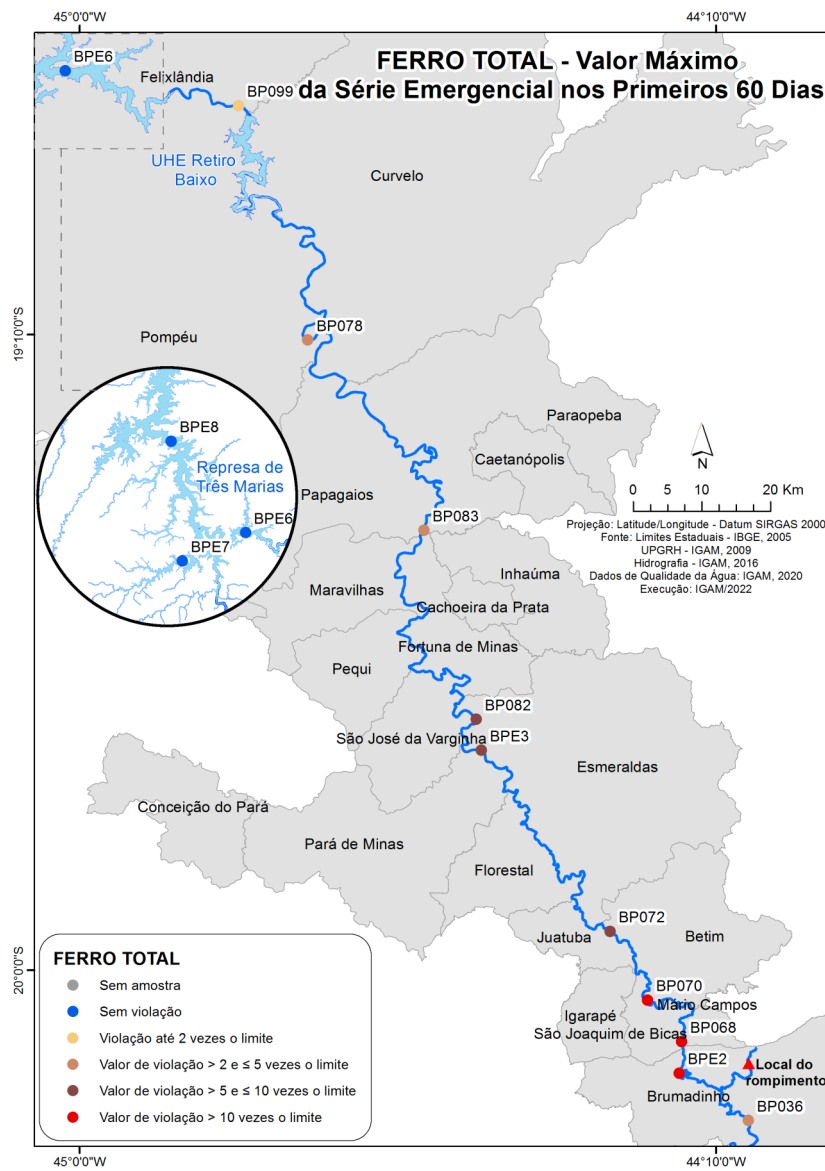 45°0'0"W
44°10'0"W
FERRO TOTAL - Valor Máximo
da Série Emergencial nos Primeiros 60 Dias
BPE6
Felixlândia
BP099
UHE Retiro
Baixo
Curvelo
19°10'0"S
BP078
Pompéu
Paraopeba
BPE8
Caetanópolis
N
Represa de
Três Marias
Papagaios
0 5 10 20 Km
BP083
BPE6
BPE7
Projeção: Latitude/Longitude - Datum SIRGAS 2000
Fonte: Limites Estaduais - IBGE, 2005
UPGRH - IGAM, 2009
Hidrografia - IGAM, 2016
Dados de Qualidade da Água: IGAM, 2020
Execução: IGAM/2022
Inhaúma
Maravilhas
Cachoeira da Prata
Fortuna de Minas
Pequi
BP082
São José da Varginha
BPE3
Esmeraldas
Conceição do Pará
Pará de Minas
Florestal
BP072
Juatuba
Betim
20°0'0"S
BP070
Mário Campos
Igarapé
São Joaquim de Bicas
BP068
BPE2
Local do
rompimento
Brumadinho
BP036
FERRO TOTAL
Sem amostra
Sem violação
Violação até 2 vezes o limite
Valor de violação > 2 e ≤ 5 vezes o limite
Valor de violação > 5 e ≤ 10 vezes o limite
Valor de violação > 10 vezes o limite
45°0'0"W
44°10'0"W